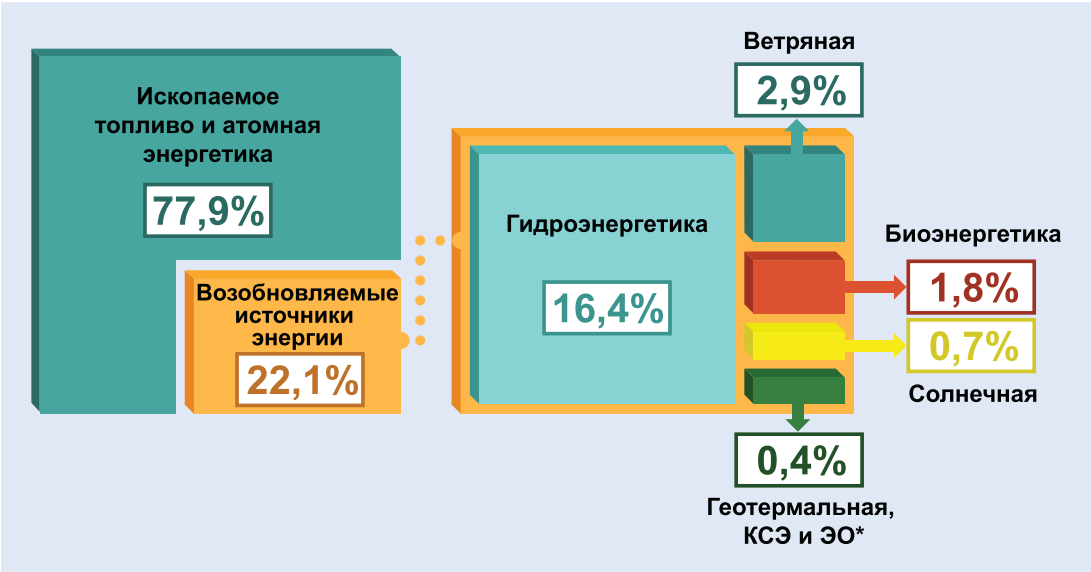 Ископаемое
топливо и атомная
энергетика
77,9%
Возобновляемые
источники
энергии
22,1%
Гидроэнергетика
16,4%
Ветряная
2,9%
Биоэнергетика
1,8%
0,7%
Солнечная
0,4%
Геотермальная,
КСЭ и ЭО*